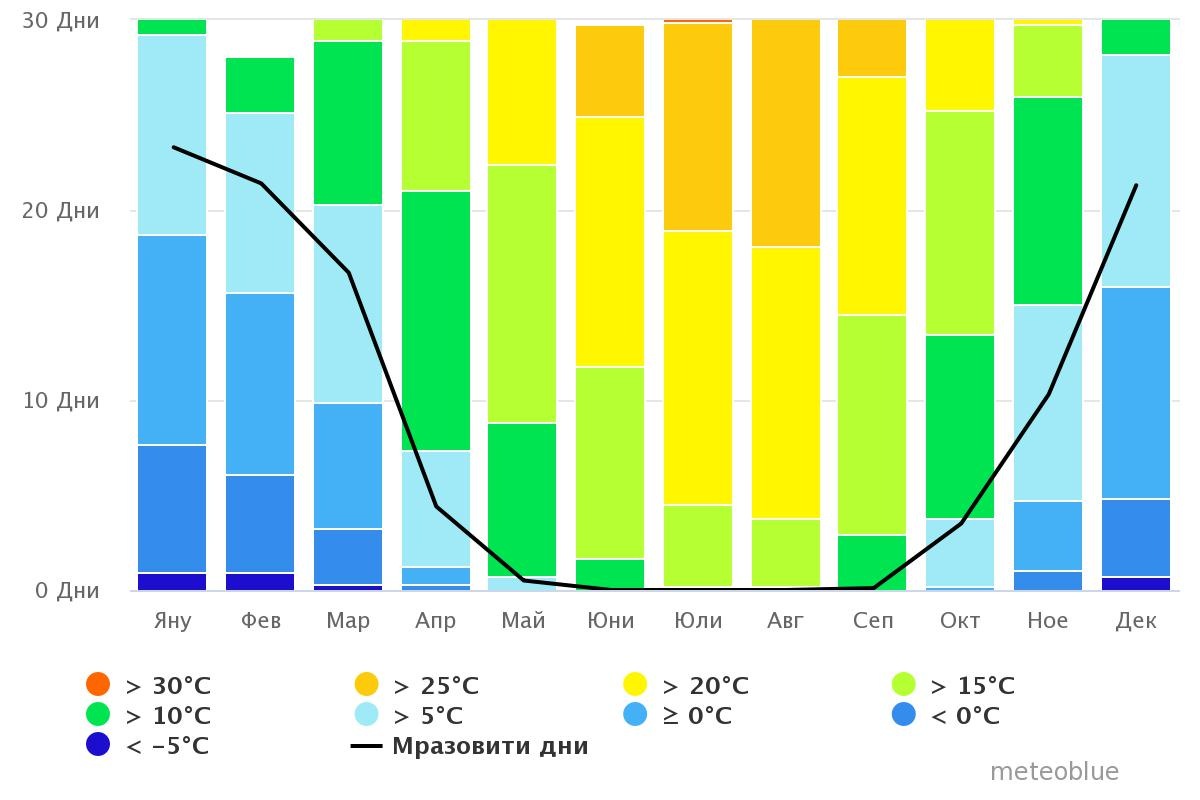 30 Дни
20 Дни
10 Дни
0 Дни
Яну Фев Мар Апр Май Юни Юли Авг Сеп Окт Ное Дек
> 30°C > 25°C > 20°C > 15°C
> 10°C > 5°C ≥ 0°C < 0°C
< −5°C Мразовити дни
meteoblue